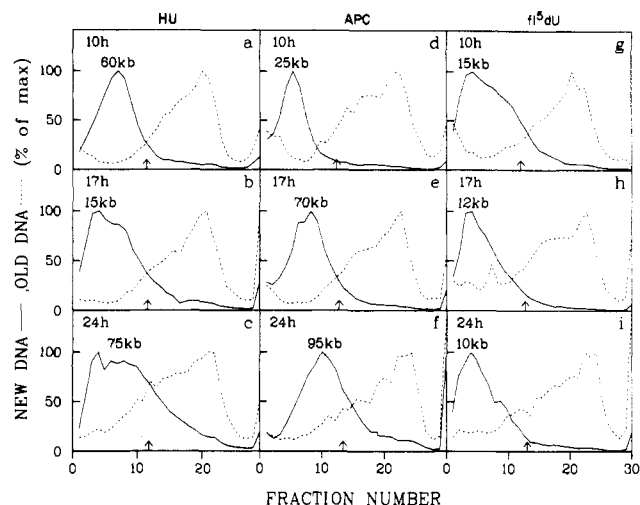 HU APC fl⁵dU
10h a 10h d 10h g
60kb 25kb 15kb
100
50
0
17h b 17h e 17h h
15kb 70kb 12kb
100
50
0
24h c 24h f 24h i
75kb 95kb 10kb
100
50
0
0 10 20 0 10 20 0 10 20 30
FRACTION NUMBER
NEW DNA —— ,OLD DNA ...... (% of max)